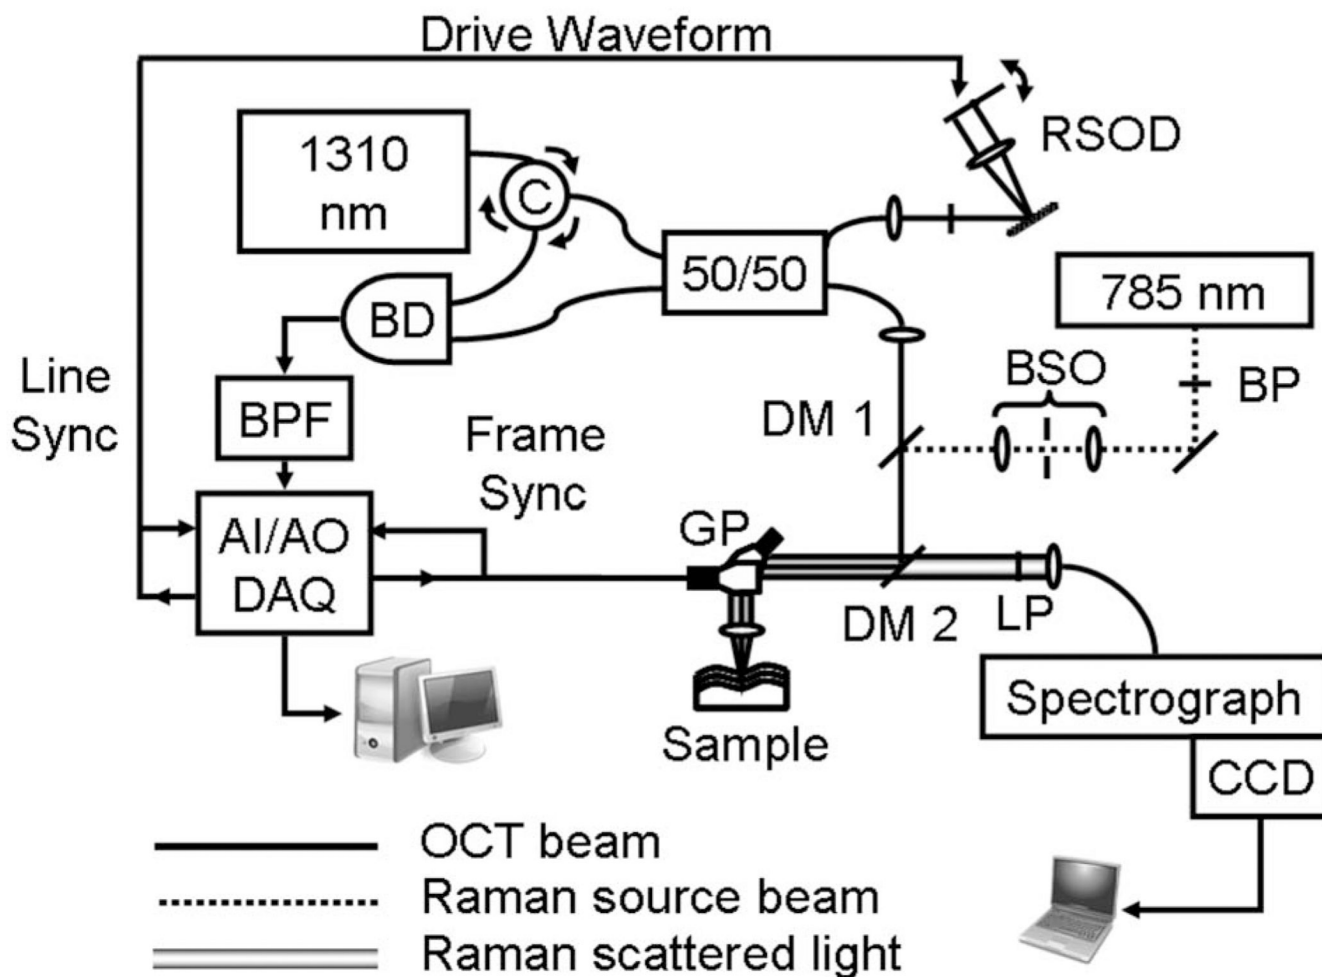 Drive Waveform
RSOD
1310
nm
C
50/50
785 nm
BD
BSO
BP
Line
Sync
DM 1
BPF
Frame
Sync
GP
AI/AO
DAQ
LP
DM 2
Spectrograph
Sample
CCD
OCT beam
Raman source beam
Raman scattered light